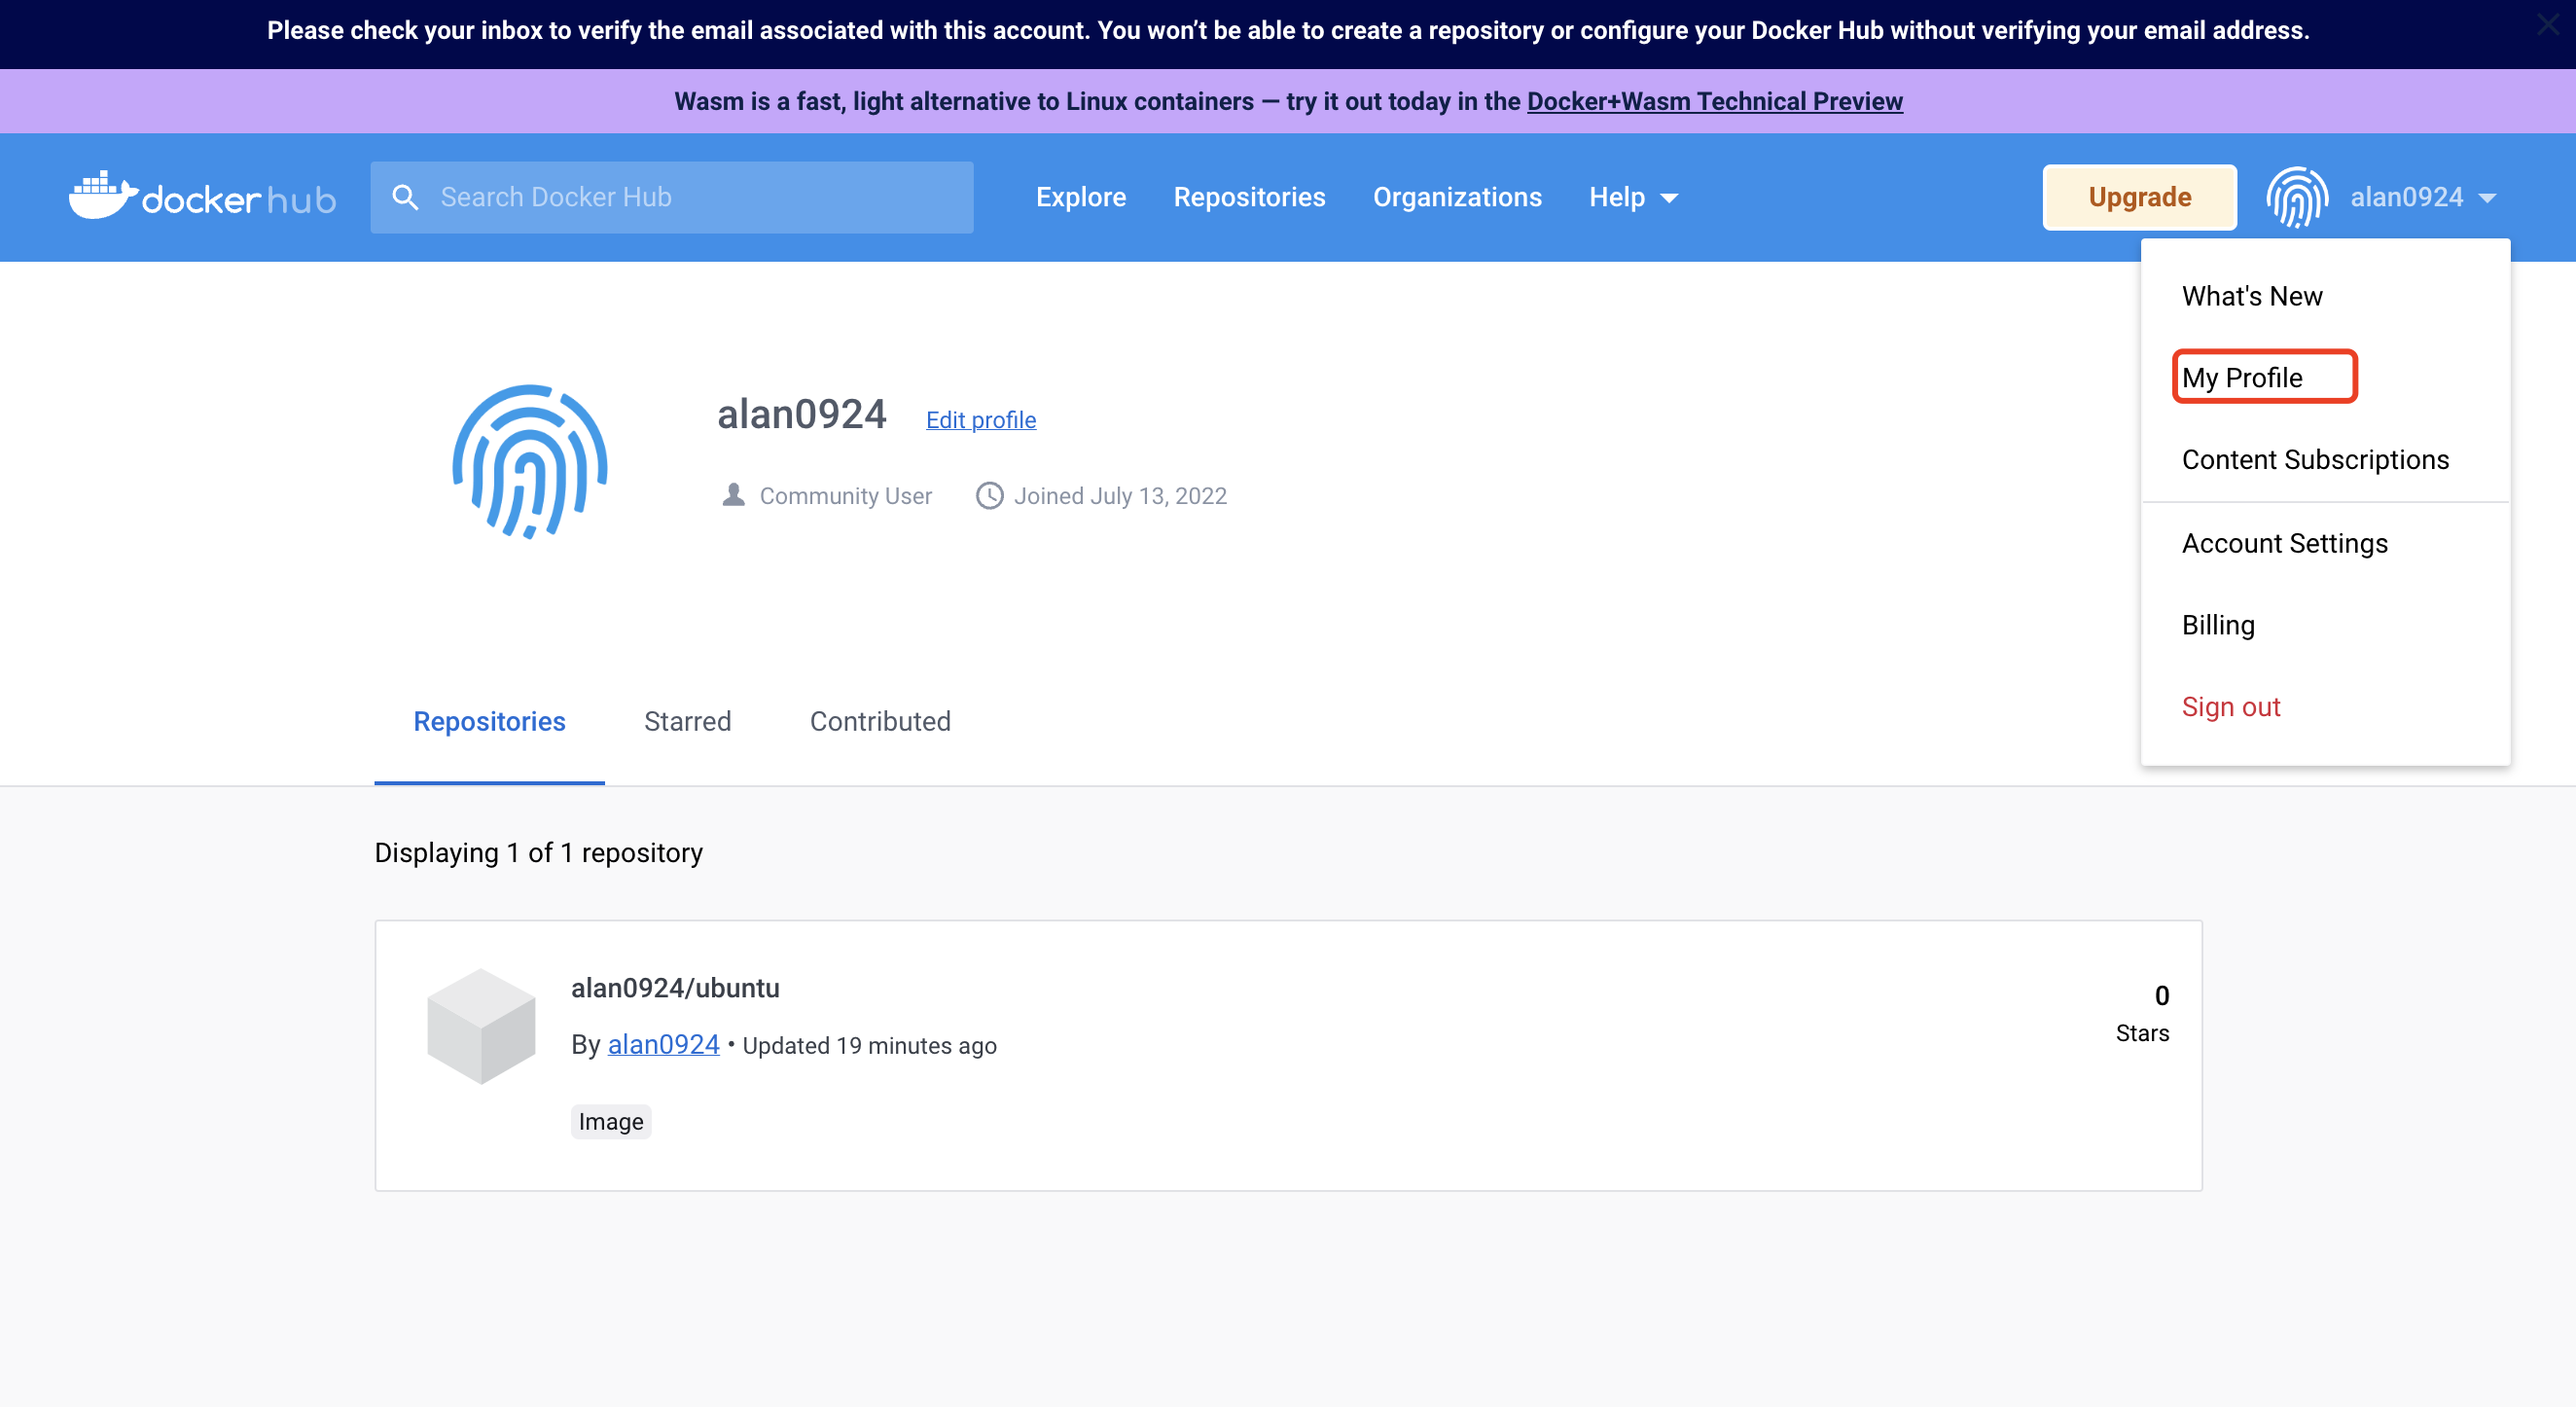 Please check your inbox to verify the email associated with this account. You won’t be able to create a repository or configure your Docker Hub without verifying your email address.
Wasm is a fast, light alternative to Linux containers — try it out today in the Docker+Wasm Technical Preview
docker hub
Search Docker Hub
Explore
Repositories
Organizations
Help
Upgrade
alan0924
What's New
My Profile
Content Subscriptions
Account Settings
Billing
Sign out
alan0924 Edit profile
Community User Joined July 13, 2022
Repositories Starred Contributed
Displaying 1 of 1 repository
alan0924/ubuntu
By alan0924 • Updated 19 minutes ago
Image
0
Stars